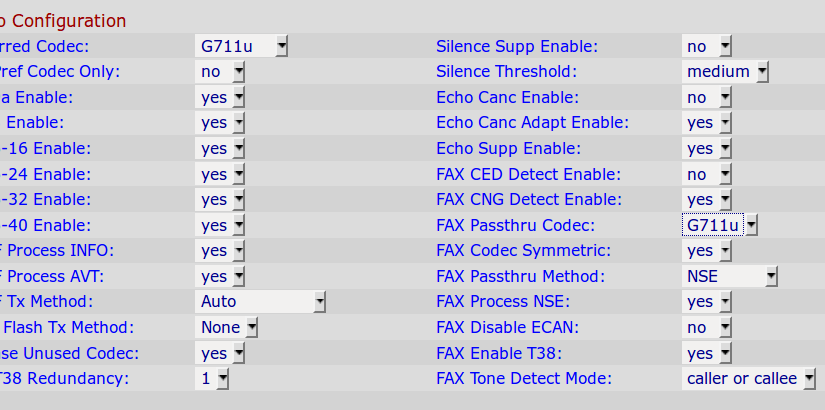 o Configuration
rred Codec: G711u Silence Supp Enable: no
Pref Codec Only: no Silence Threshold: medium
a Enable: yes Echo Canc Enable: no
Enable: yes Echo Canc Adapt Enable: yes
-16 Enable: yes Echo Supp Enable: yes
-24 Enable: yes FAX CED Detect Enable: no
-32 Enable: yes FAX CNG Detect Enable: yes
-40 Enable: yes FAX Passthru Codec: G711u
F Process INFO: yes FAX Codec Symmetric: yes
F Process AVT: yes FAX Passthru Method: NSE
F Tx Method: Auto FAX Process NSE: yes
Flash Tx Method: None FAX Disable ECAN: no
ase Unused Codec: yes FAX Enable T38: yes
T38 Redundancy: 1 FAX Tone Detect Mode: caller or callee